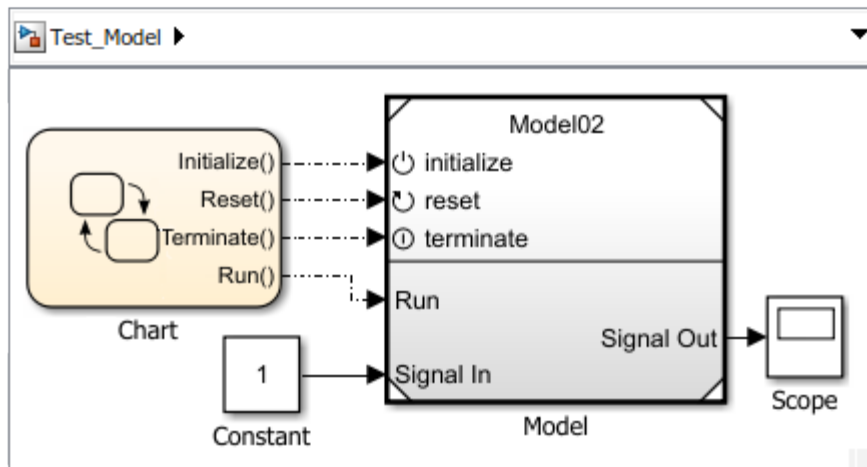 Test_Model
Model02
Initialize()
initialize
Reset()
reset
Terminate()
terminate
Run()
Run
Signal Out
1
Signal In
Chart
Constant
Model
Scope